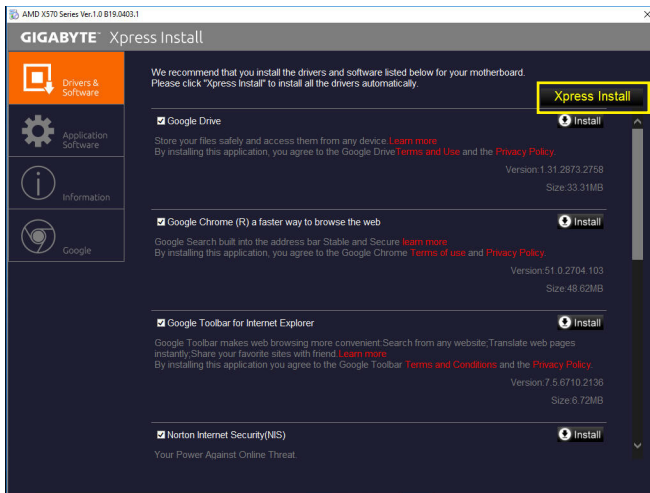 AMD X570 Series Ver.1.0 B19.0403.1
GIGABYTE™ Xpress Install
Drivers &
Software
Application
Software
Information
Google
We recommend that you install the drivers and software listed below for your motherboard.
Please click "Xpress Install" to install all the drivers automatically.
Xpress Install
Google Drive
Install
Store your files safely and access them from any device.Learn more
By installing this application, you agree to the Google DriveTerms and Use and the Privacy Policy.
Version:1.31.2873.2758
Size:33.31MB
Google Chrome (R) a faster way to browse the web
Install
Google Search built into the address bar Stable and Secure learn more
By installing this application, you agree to the Google Chrome Terms of use and Privacy Policy.
Version:51.0.2704.103
Size:48.62MB
Google Toolbar for Internet Explorer
Install
Google Toolbar makes web browsing more convenient:Search from any website;Translate web pages
instantly;Share your favorite sites with friend.Learn more
By installing this application you agree to the Google Toolbar Terms and Conditions and the Privacy Policy.
Version:7.5.6710.2136
Size:6.72MB
Norton Internet Security(NIS)
Install
Your Power Against Online Threat.